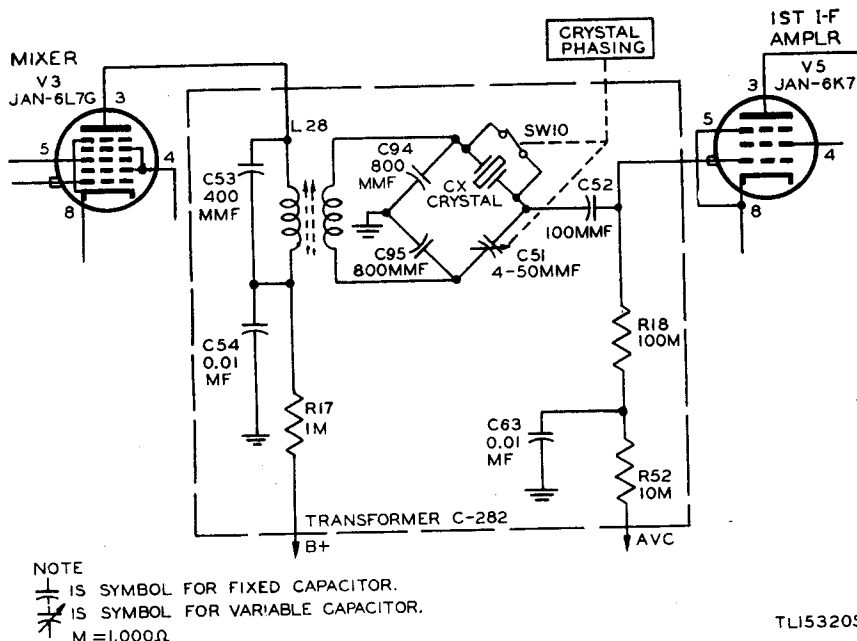 MIXER
V3
JAN-6L7G
3
5
4
8
CRYSTAL
PHASING
1ST I-F
AMPLR
V5
JAN-6K7
3
5
4
8
L28
C53
400
MMF
C94
800
MMF
SW10
CX
CRYSTAL
C52
100MMF
C95
800MMF
C51
4-50MMF
C54
0.01
MF
R17
1M
R18
100M
C63
0.01
MF
R52
10M
TRANSFORMER C-282
B+
AVC
NOTE
IS SYMBOL FOR FIXED CAPACITOR.
IS SYMBOL FOR VARIABLE CAPACITOR.
M=1,000Ω
TL15320S